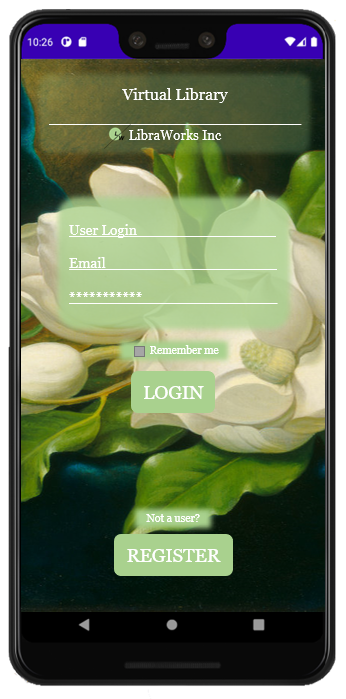 10:26
Virtual Library
LibraWorks Inc
User Login
Email
***********
Remember me
LOGIN
Not a user?
REGISTER